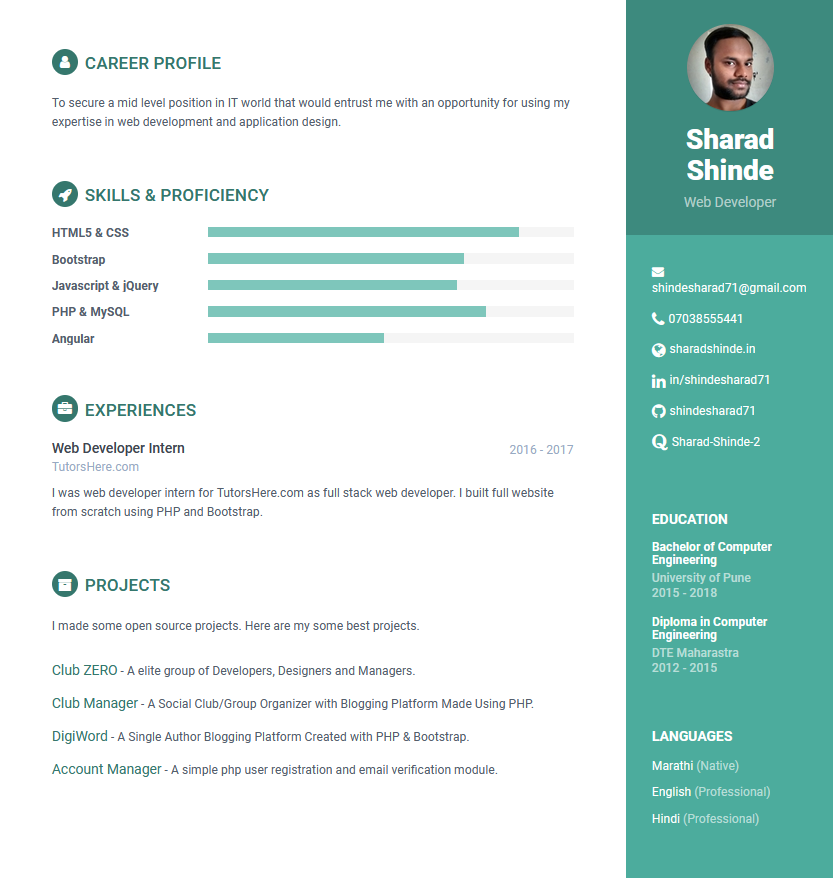 CAREER PROFILE
To secure a mid level position in IT world that would entrust me with an opportunity for using my
expertise in web development and application design.
SKILLS & PROFICIENCY
HTML5 & CSS
Bootstrap
Javascript & jQuery
PHP & MySQL
Angular
EXPERIENCES
Web Developer Intern
2016 - 2017
TutorsHere.com
I was web developer intern for TutorsHere.com as full stack web developer. I built full website
from scratch using PHP and Bootstrap.
PROJECTS
I made some open source projects. Here are my some best projects.
Club ZERO - A elite group of Developers, Designers and Managers.
Club Manager - A Social Club/Group Organizer with Blogging Platform Made Using PHP.
DigiWord - A Single Author Blogging Platform Created with PHP & Bootstrap.
Account Manager - A simple php user registration and email verification module.
Sharad
Shinde
Web Developer
shindesharad71@gmail.com
07038555441
sharadshinde.in
in/shindesharad71
shindesharad71
Sharad-Shinde-2
EDUCATION
Bachelor of Computer
Engineering
University of Pune
2015 - 2018
Diploma in Computer
Engineering
DTE Maharastra
2012 - 2015
LANGUAGES
Marathi (Native)
English (Professional)
Hindi (Professional)